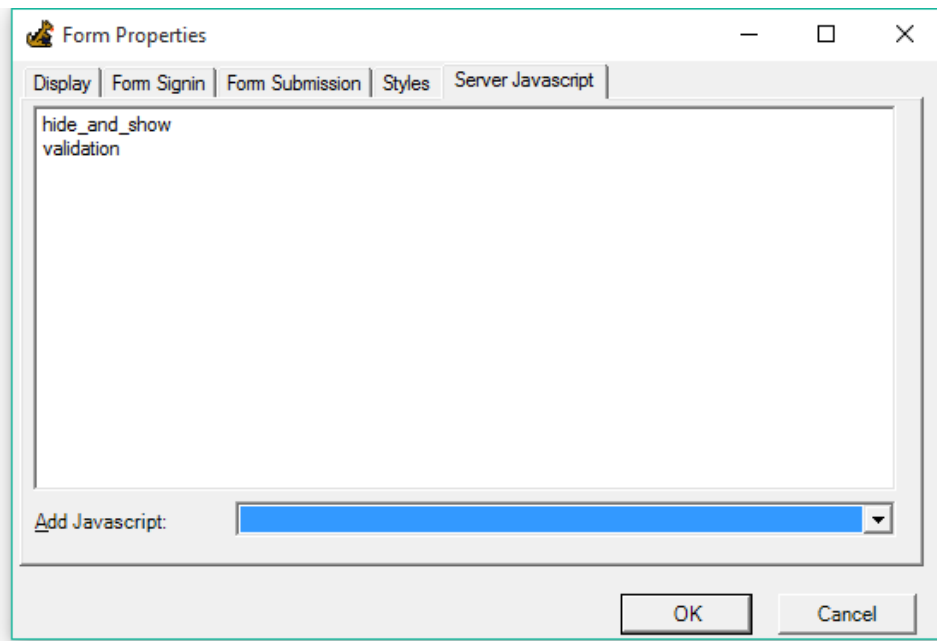 Form Properties
Display Form Signin Form Submission Styles Server Javascript
hide_and_show
validation
Add Javascript:
OK Cancel